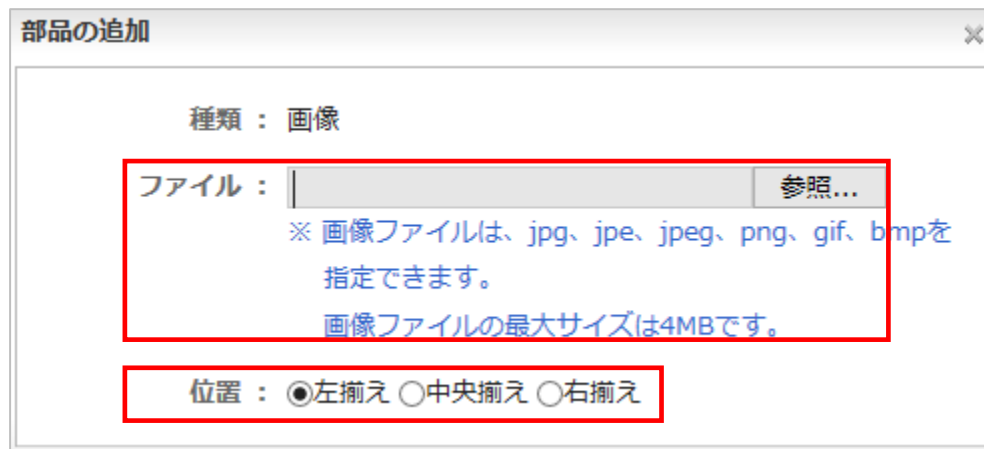 部品の追加
種類 : 画像
ファイル : 参照...
※ 画像ファイルは、jpg、jpe、jpeg、png、gif、bmpを
指定できます。
画像ファイルの最大サイズは4MBです。
位置 : 左揃え 中央揃え 右揃え